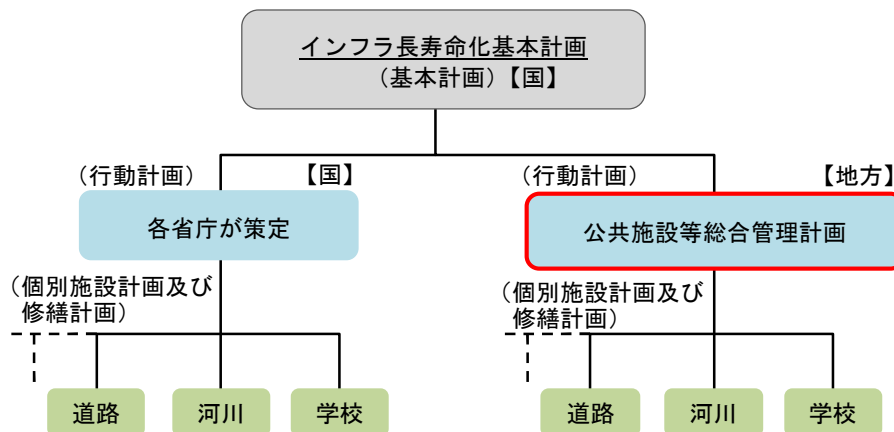 インフラ長寿命化基本計画
(基本計画)【国】
(行動計画)
【国】
各省庁が策定
(個別施設計画及び
修繕計画)
道路
河川
学校
(行動計画)
【地方】
公共施設等総合管理計画
(個別施設計画及び
修繕計画)
道路
河川
学校